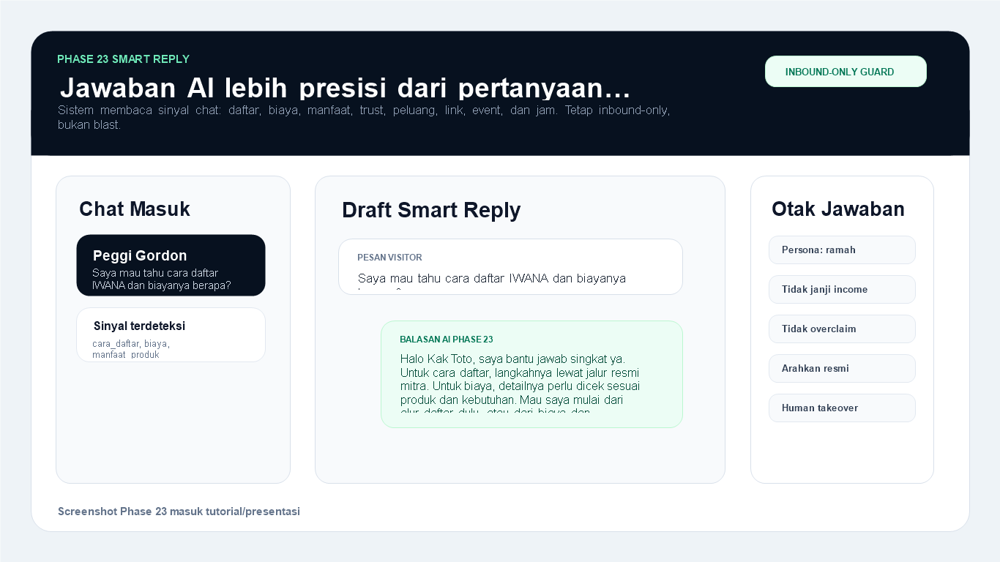 PHASE 23 SMART REPLY
Jawaban AI lebih presisi dari pertanyaan…
Sistem membaca sinyal chat: daftar, biaya, manfaat, trust, peluang, link, event, dan jam. Tetap inbound-only,
bukan blast.
INBOUND-ONLY GUARD
Chat Masuk
Peggi Gordon
Saya mau tahu cara daftar
IWANA dan biayanya berapa?
Sinyal terdeteksi
cara_daftar, biaya,
manfaat_produk
Draft Smart Reply
PESAN VISITOR
Saya mau tahu cara daftar IWANA dan biayanya
BALASAN AI PHASE 23
Halo Kak Toto, saya bantu jawab singkat ya.
Untuk cara daftar, langkahnya lewat jalur resmi
mitra. Untuk biaya, detailnya perlu dicek sesuai
produk dan kebutuhan. Mau saya mulai dari
alur daftar dulu, atau dari biaya dan
Otak Jawaban
Persona: ramah
Tidak janji income
Tidak overclaim
Arahkan resmi
Human takeover
Screenshot Phase 23 masuk tutorial/presentasi